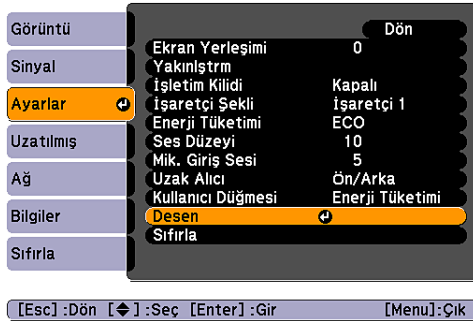 Görüntü
Sinyal
Ayarlar
Uzatılmış
Ağ
Bilgiler
Sıfırla
Dön
Ekran Yerleşimi 0
Yakınlştrm
İşletim Kilidi Kapalı
İşaretçi Şekli İşaretçi 1
Enerji Tüketimi ECO
Ses Düzeyi 10
Mik. Giriş Sesi 5
Uzak Alıcı Ön/Arka
Kullanıcı Düğmesi Enerji Tüketimi
Desen
Sıfırla
[Esc] :Dön [◆] :Seç [Enter] :Gir [Menu]:Çık